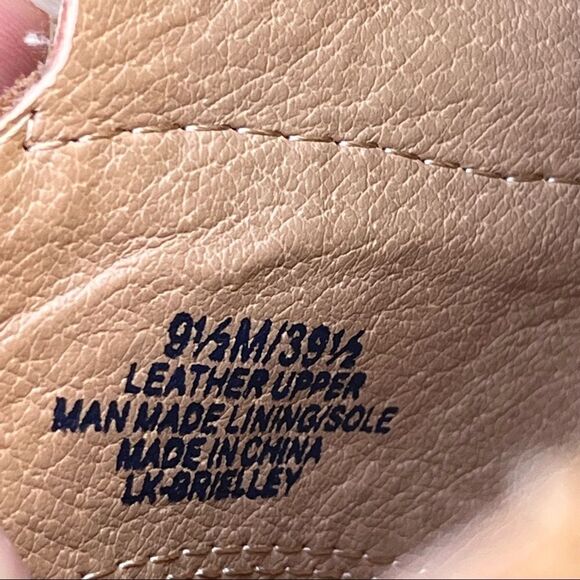 9½M/39½
LEATHER UPPER
MAN MADE LINING/SOLE
MADE IN CHINA
LK-BRIELLEY